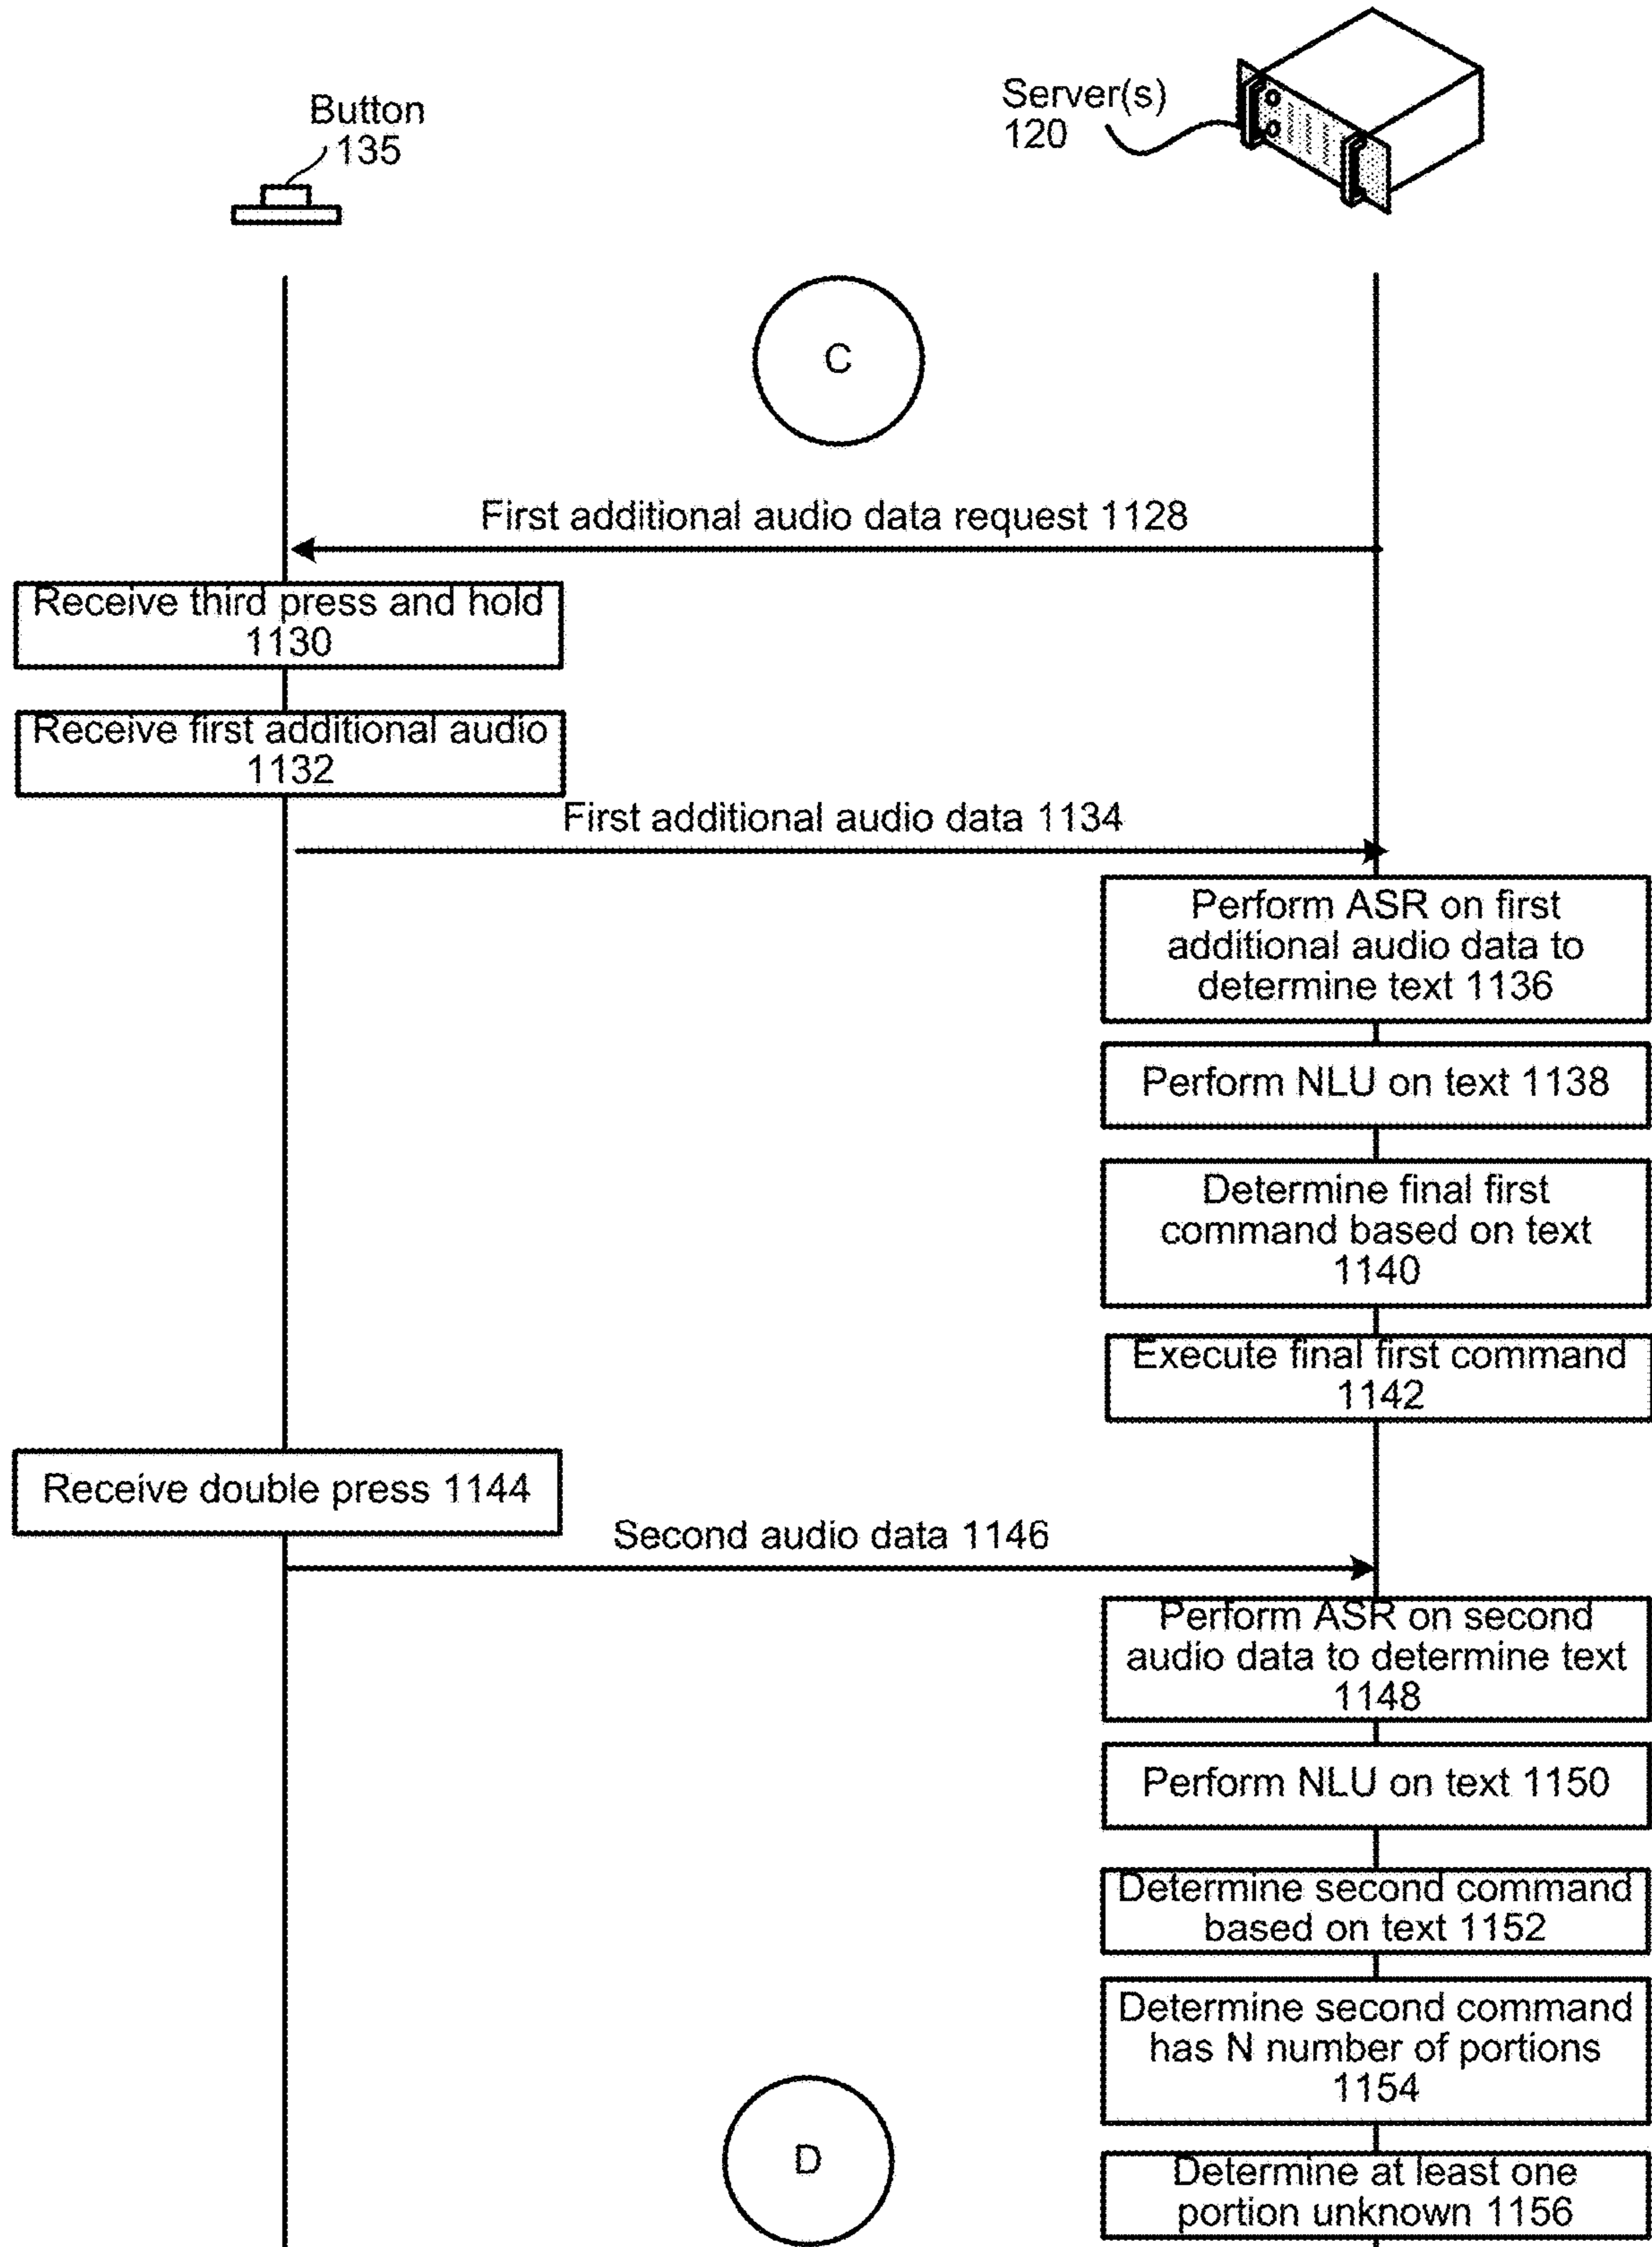 Button
135
Server(s)
120
C
First additional audio data request 1128
Receive third press and hold
1130
Receive first additional audio
1132
First additional audio data 1134
Perform ASR on first
additional audio data to
determine text 1136
Perform NLU on text 1138
Determine final first
command based on text
1140
Execute final first command
1142
Receive double press 1144
Second audio data 1146
Perform ASR on second
audio data to determine text
1148
Perform NLU on text 1150
Determine second command
based on text 1152
Determine second command
has N number of portions
1154
D
Determine at least one
portion unknown 1156